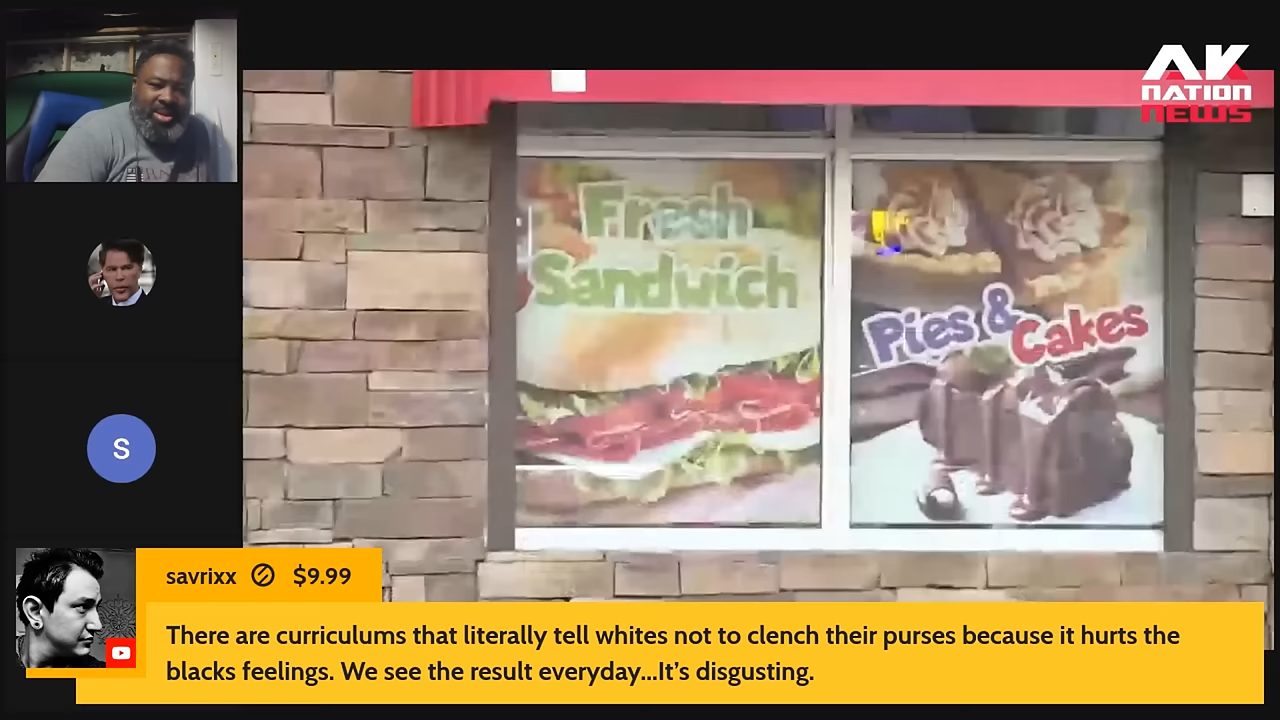 AK
NATION
NEWS
Fresh
Sandwich
Pies &
Cakes
S
savrixx $9.99
There are curriculums that literally tell whites not to clench their purses because it hurts the
blacks feelings. We see the result everyday...It's disgusting.